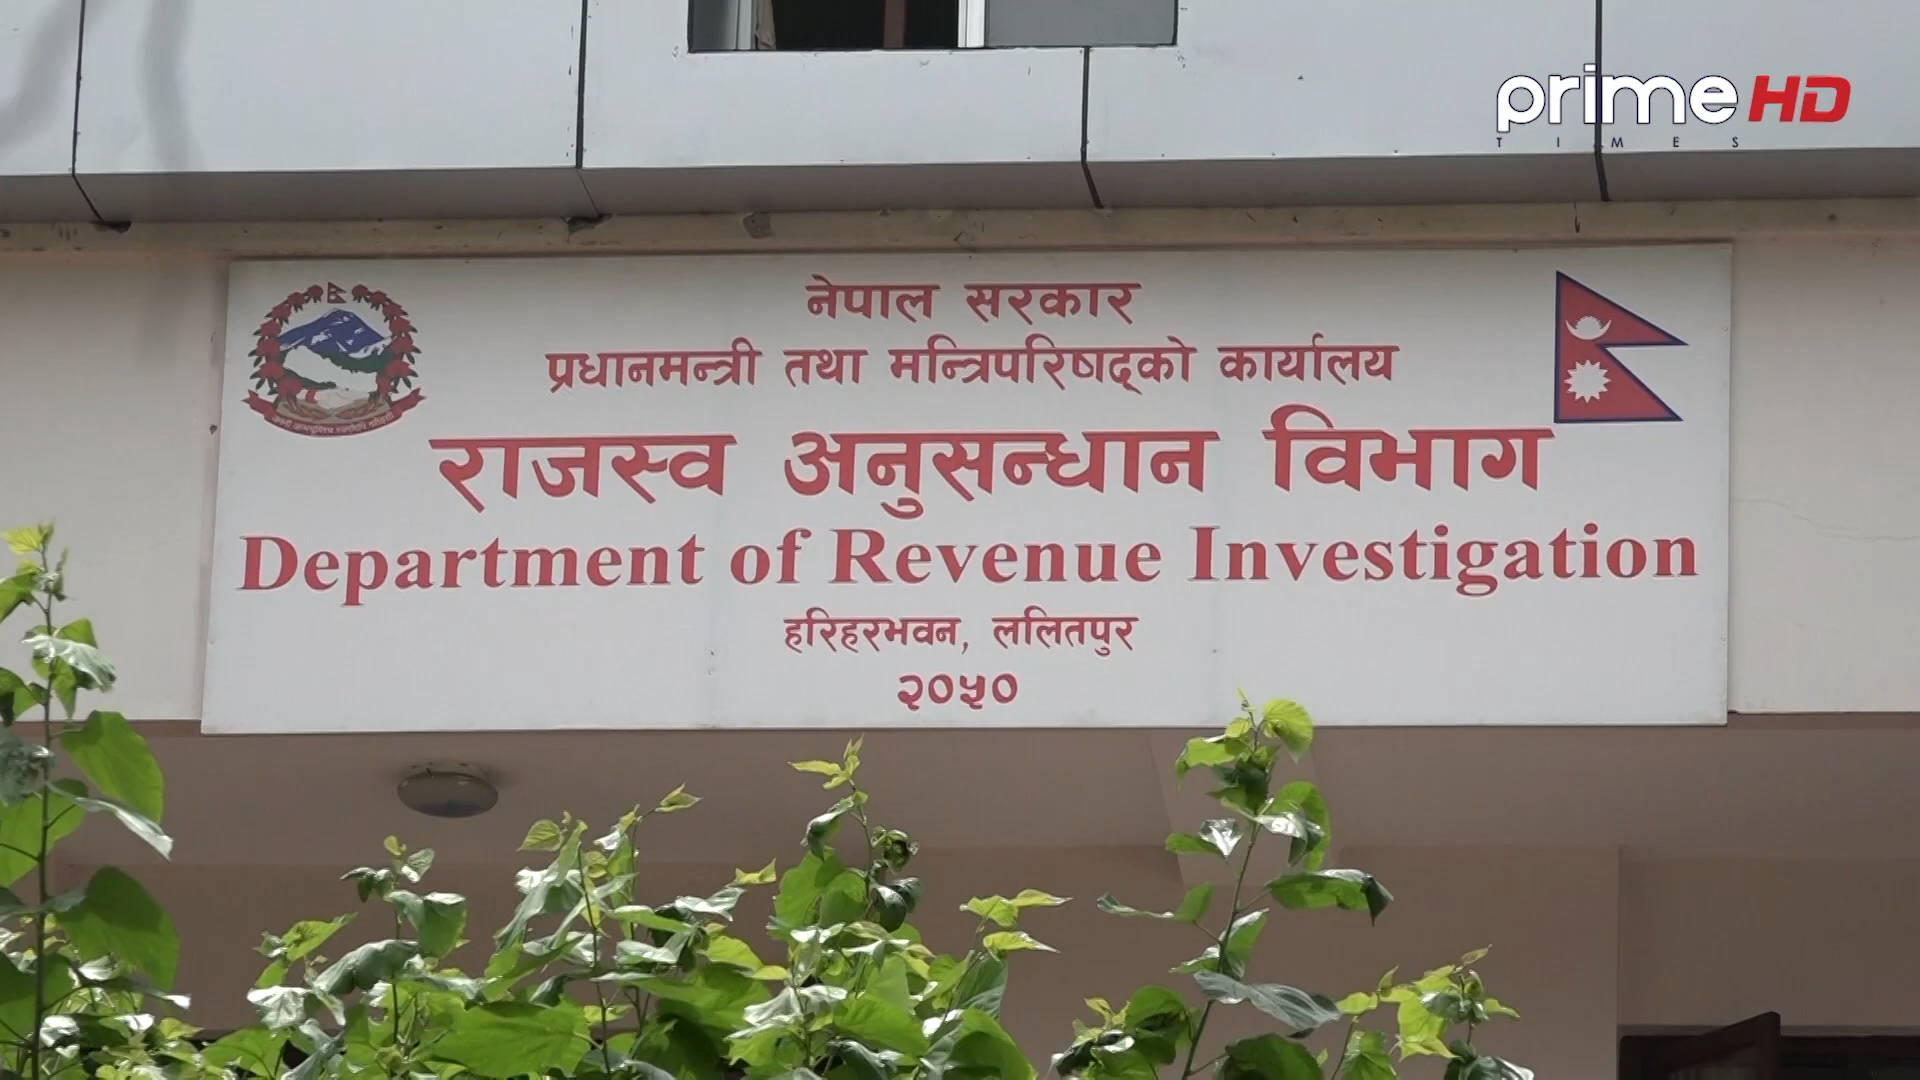 prime HD
TIMES
नेपाल सरकार
प्रधानमन्त्री तथा मन्त्रिपरिषद्को कार्यालय
राजस्व अनुसन्धान विभाग
Department of Revenue Investigation
हरिहरभवन, ललितपुर
२०५०